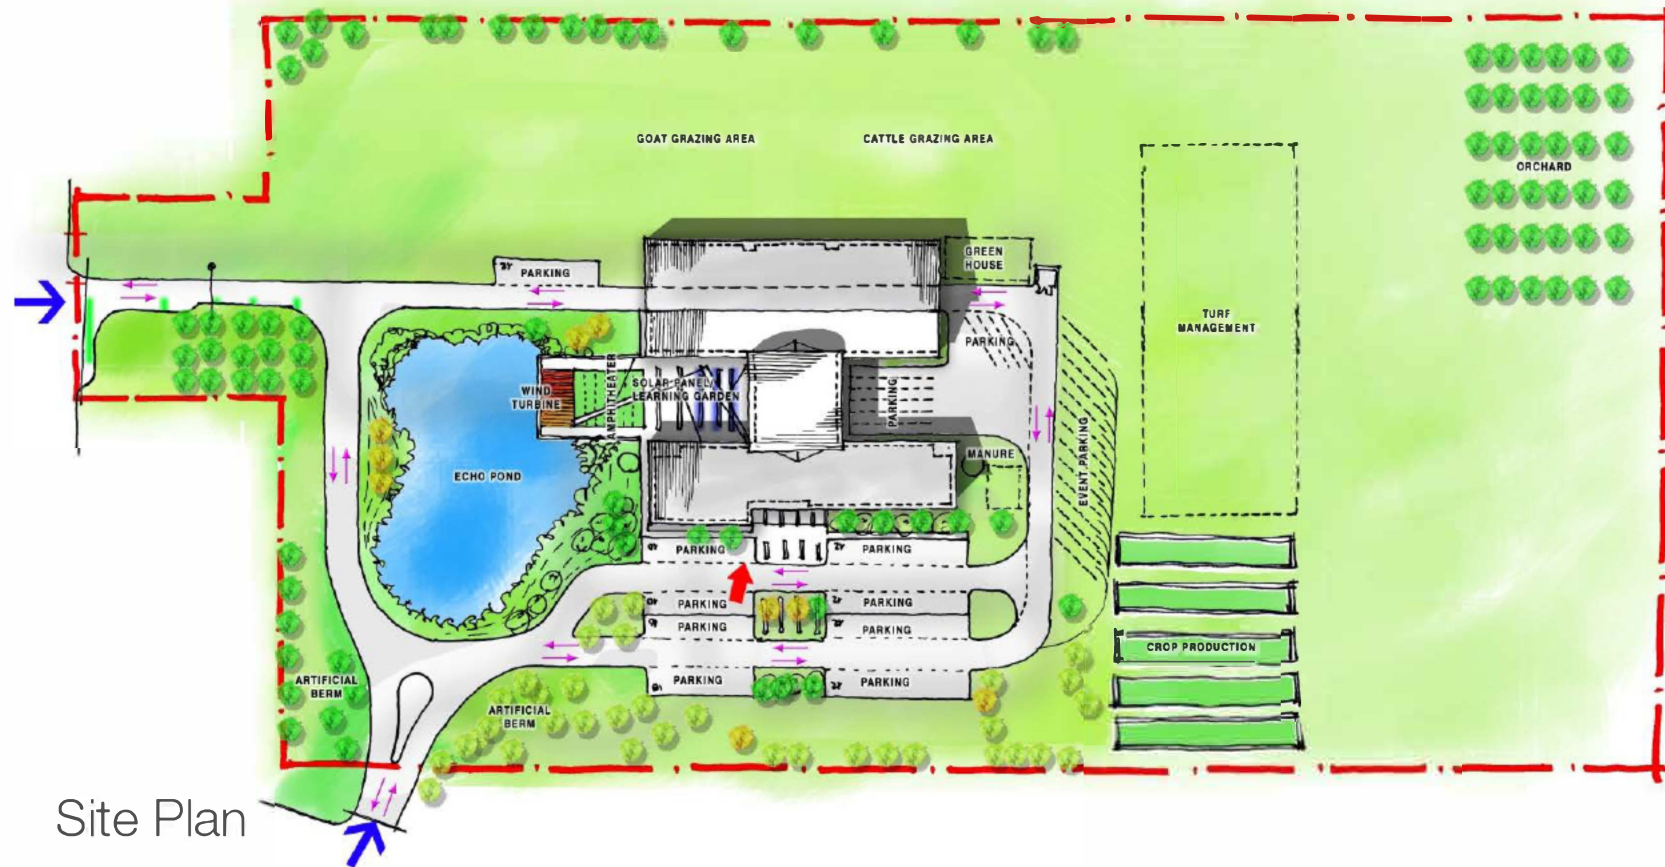 GOAT GRAZING AREA
CATTLE GRAZING AREA
ORCHARD
GREEN
HOUSE
PARKING
TURF
MANAGEMENT
PARKING
WIND
TURBINE
AMPHITHEATER
SOLAR PANEL/
LEARNING GARDEN
PARKING
MANURE
EVENT PARKING
ECHO POND
PARKING
PARKING
PARKING
PARKING
PARKING
PARKING
CROP PRODUCTION
PARKING
PARKING
ARTIFICIAL
BERM
ARTIFICIAL
BERM
Site Plan